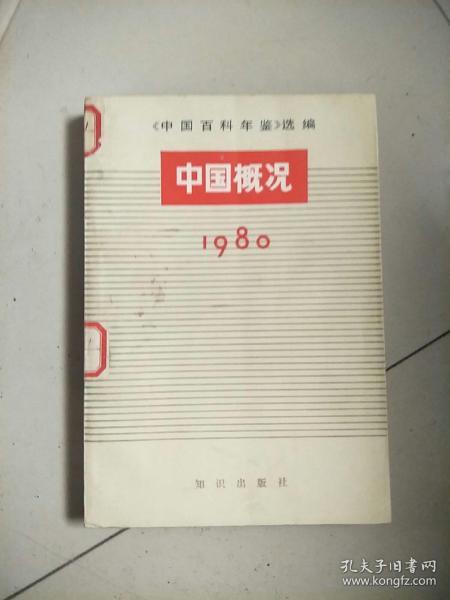 《中国百科年鉴》选编
中国概况
1980
知识出版社
孔夫子旧书网
www.kongfz.com